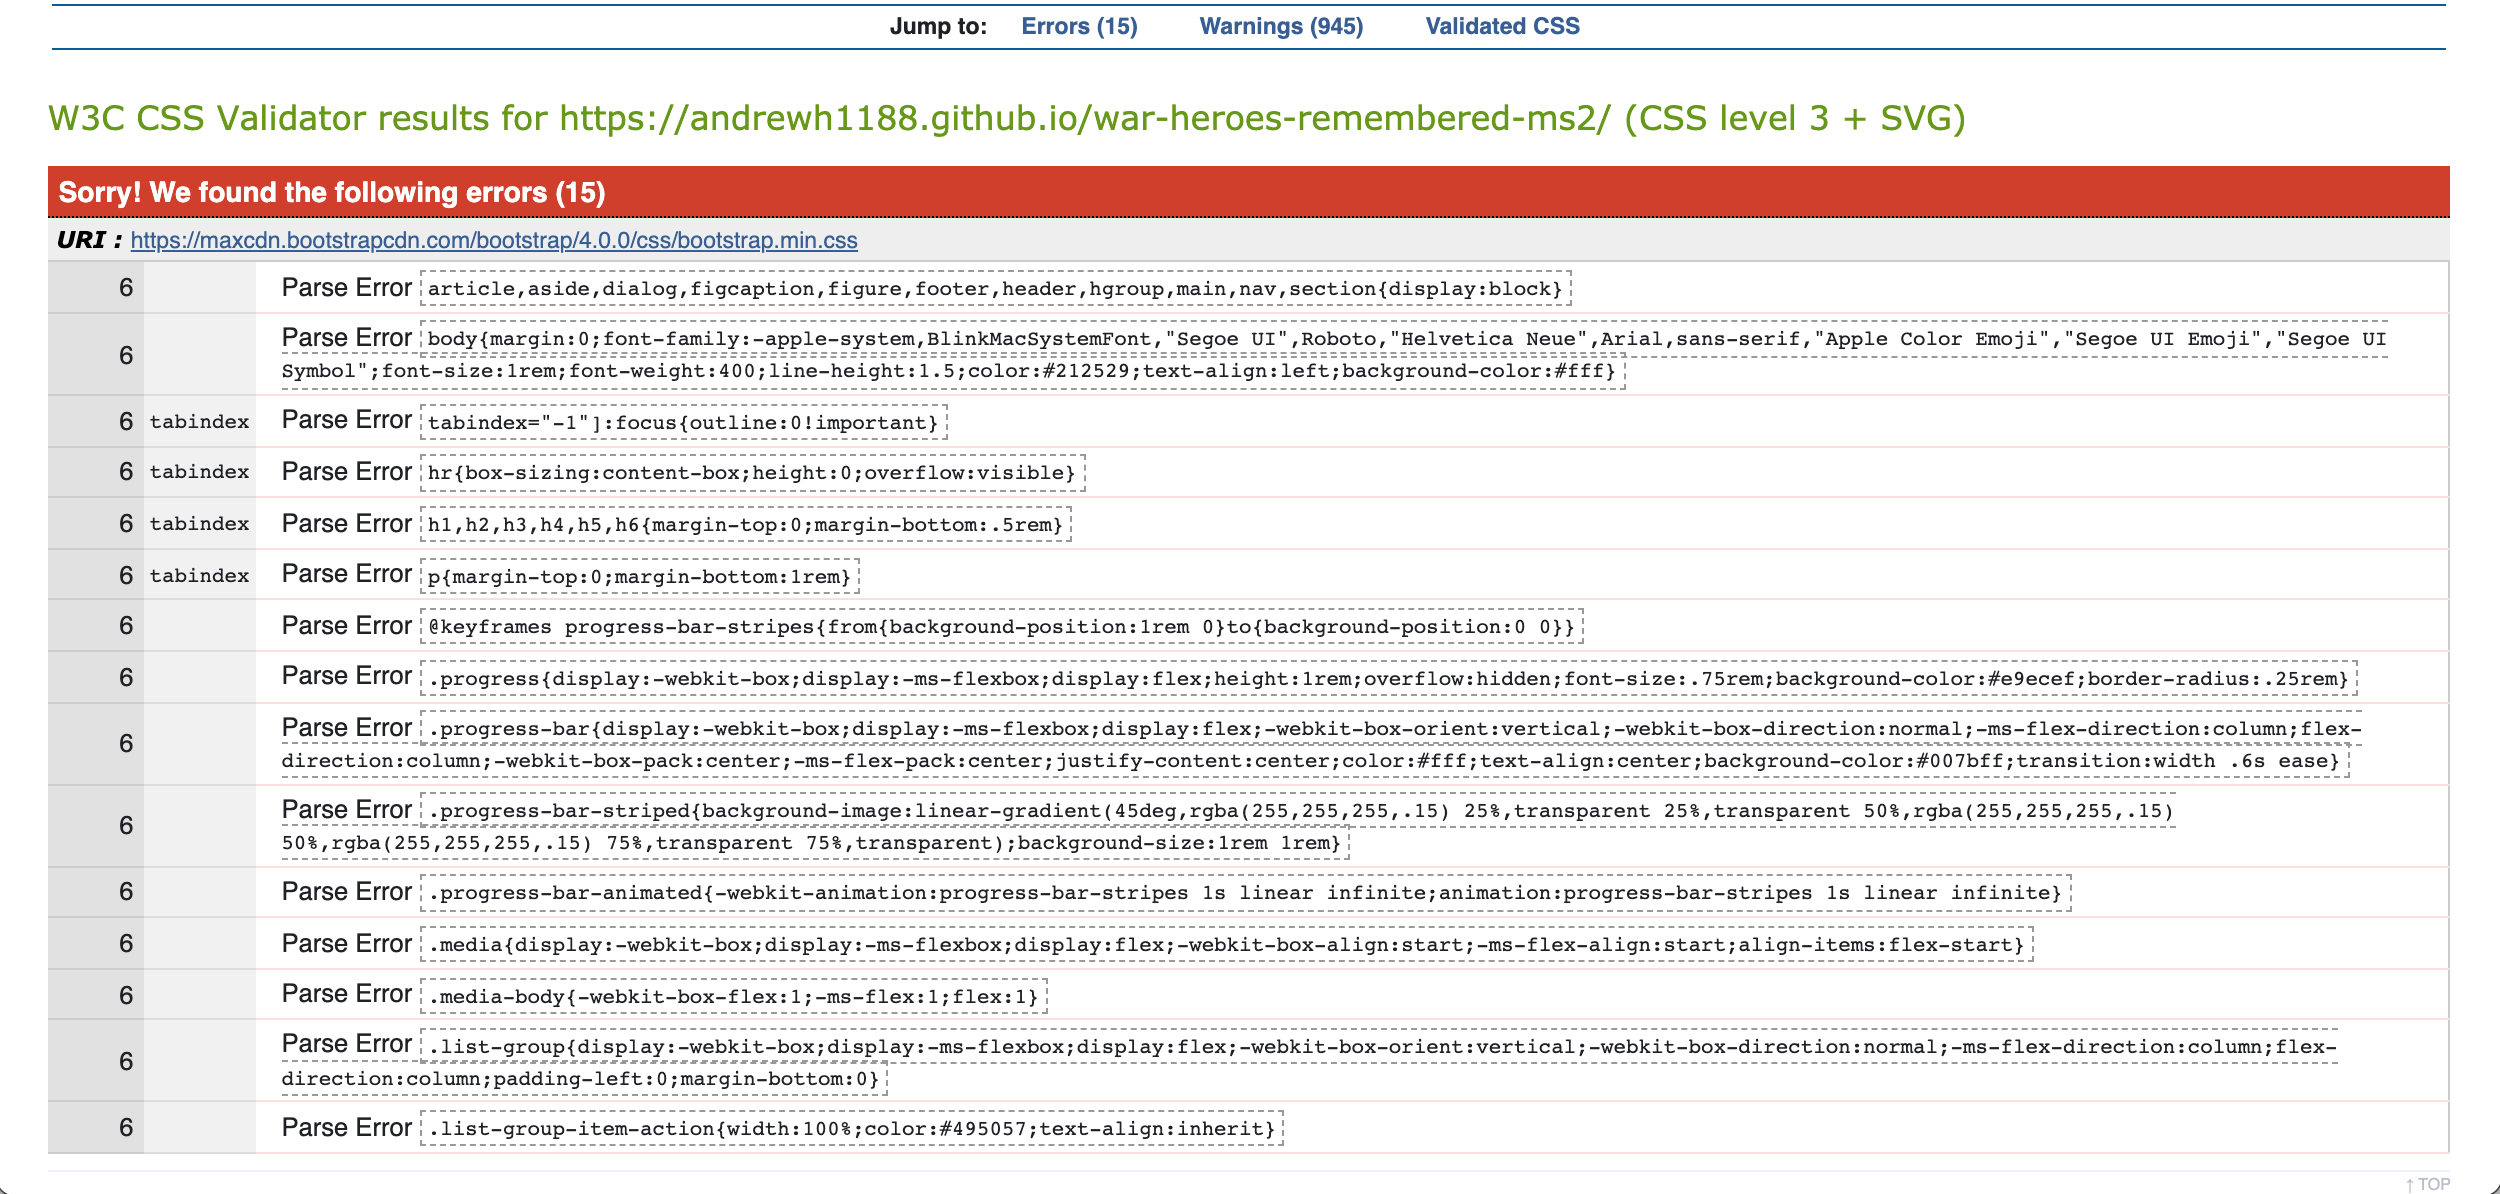 Jump to: Errors (15) Warnings (945) Validated CSS
W3C CSS Validator results for https://andrewh1188.github.io/war-heroes-remembered-ms2/ (CSS level 3 + SVG)
Sorry! We found the following errors (15)
URI : https://maxcdn.bootstrapcdn.com/bootstrap/4.0.0/css/bootstrap.min.css
6 Parse Error article,aside,dialog,figcaption,figure,footer,header,hgroup,main,nav,section{display:block}
6 Parse Error body{margin:0;font-family:-apple-system,BlinkMacSystemFont,"Segoe UI",Roboto,"Helvetica Neue",Arial,sans-serif,"Apple Color Emoji","Segoe UI Emoji","Segoe UI
Symbol";font-size:1rem;font-weight:400;line-height:1.5;color:#212529;text-align:left;background-color:#fff}
6 tabindex Parse Error tabindex="-1"]:focus{outline:0!important}
6 tabindex Parse Error hr{box-sizing:content-box;height:0;overflow:visible}
6 tabindex Parse Error h1,h2,h3,h4,h5,h6{margin-top:0;margin-bottom:.5rem}
6 tabindex Parse Error p{margin-top:0;margin-bottom:1rem}
6 Parse Error @keyframes progress-bar-stripes{from{background-position:1rem 0}to{background-position:0 0}}
6 Parse Error .progress{display:-webkit-box;display:-ms-flexbox;display:flex;height:1rem;overflow:hidden;font-size:.75rem;background-color:#e9ecef;border-radius:.25rem}
6 Parse Error .progress-bar{display:-webkit-box;display:-ms-flexbox;display:flex;-webkit-box-orient:vertical;-webkit-box-direction:normal;-ms-flex-direction:column;flex-
direction:column;-webkit-box-pack:center;-ms-flex-pack:center;justify-content:center;color:#fff;text-align:center;background-color:#007bff;transition:width .6s ease}
6 Parse Error .progress-bar-striped{background-image:linear-gradient(45deg,rgba(255,255,255,.15) 25%,transparent 25%,transparent 50%,rgba(255,255,255,.15)
50%,rgba(255,255,255,.15) 75%,transparent 75%,transparent);background-size:1rem 1rem}
6 Parse Error .progress-bar-animated{-webkit-animation:progress-bar-stripes 1s linear infinite;animation:progress-bar-stripes 1s linear infinite}
6 Parse Error .media{display:-webkit-box;display:-ms-flexbox;display:flex;-webkit-box-align:start;-ms-flex-align:start;align-items:flex-start}
6 Parse Error .media-body{-webkit-box-flex:1;-ms-flex:1;flex:1}
6 Parse Error .list-group{display:-webkit-box;display:-ms-flexbox;display:flex;-webkit-box-orient:vertical;-webkit-box-direction:normal;-ms-flex-direction:column;flex-
direction:column;padding-left:0;margin-bottom:0}
6 Parse Error .list-group-item-action{width:100%;color:#495057;text-align:inherit}
↑ TOP